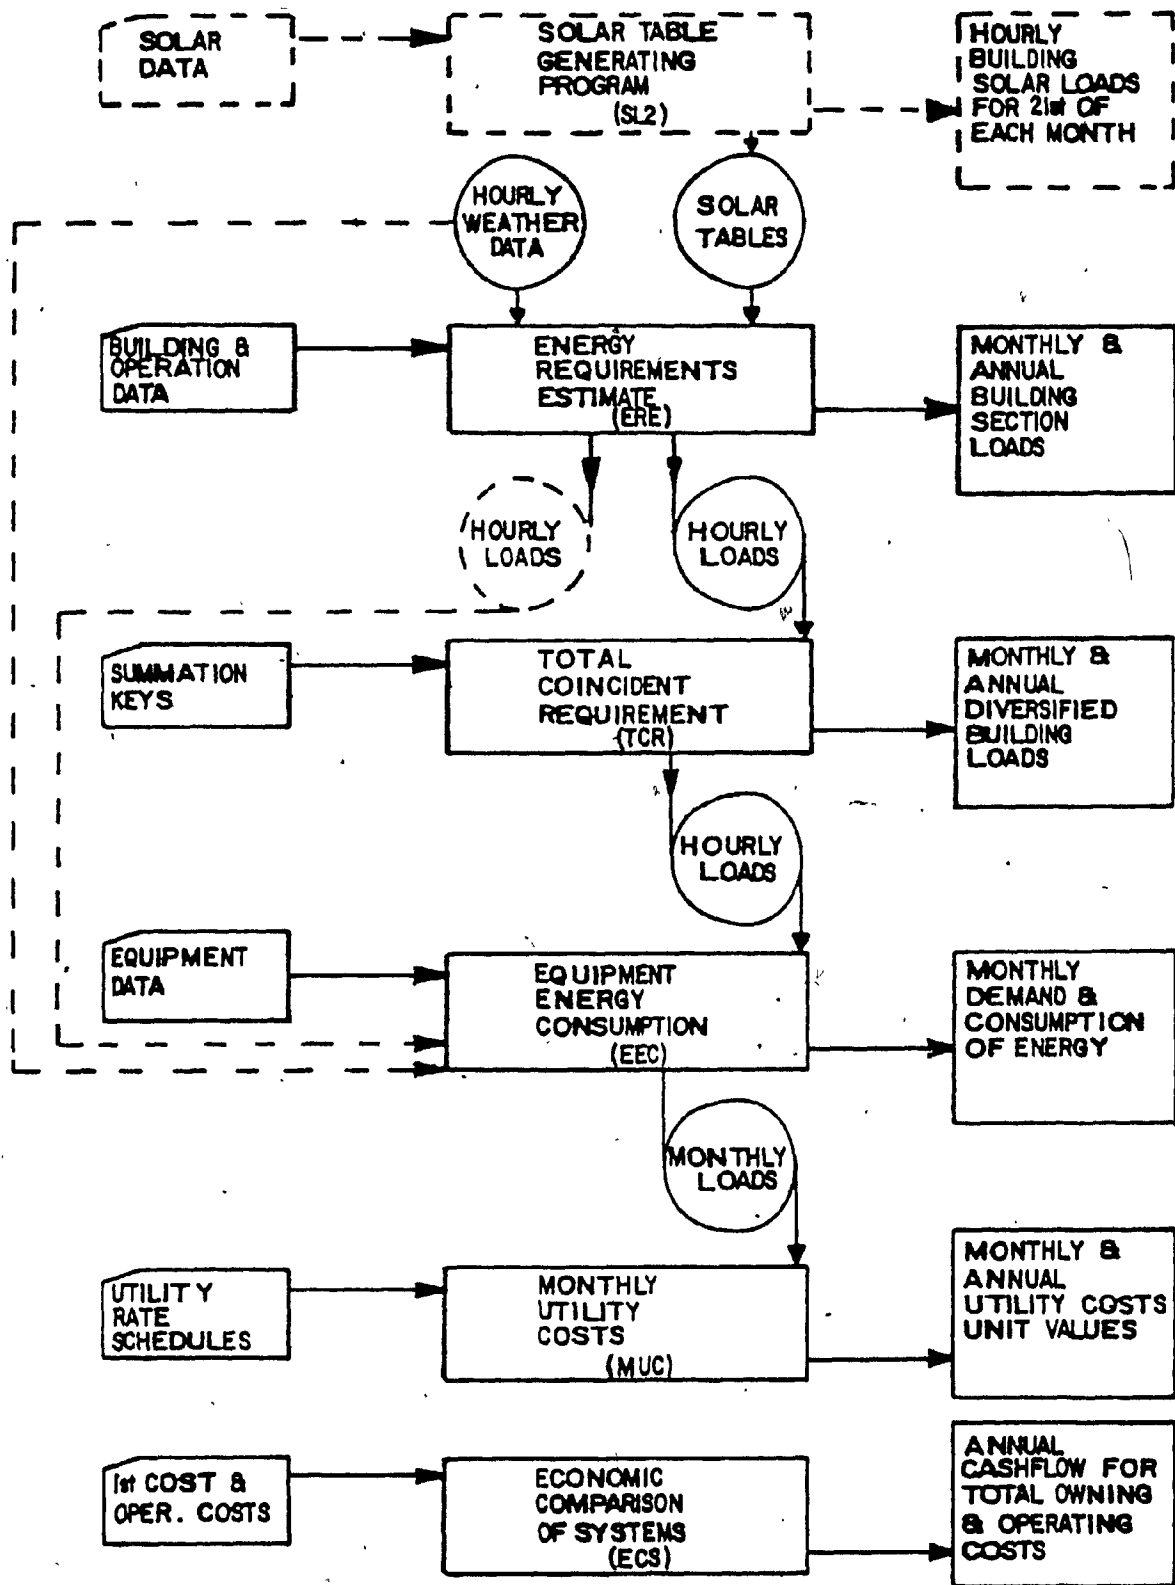 SOLAR
DATA
SOLAR TABLE
GENERATING
PROGRAM
(SL2)
HOURLY
BUILDING
SOLAR LOADS
FOR 21st OF
EACH MONTH
HOURLY
WEATHER
DATA
SOLAR
TABLES
BUILDING &
OPERATION
DATA
ENERGY
REQUIREMENTS
ESTIMATE
(ERE)
MONTHLY &
ANNUAL
BUILDING
SECTION
LOADS
HOURLY
LOADS
HOURLY
LOADS
SUMMATION
KEYS
TOTAL
COINCIDENT
REQUIREMENT
(TCR)
MONTHLY &
ANNUAL
DIVERSIFIED
BUILDING
LOADS
HOURLY
LOADS
EQUIPMENT
DATA
EQUIPMENT
ENERGY
CONSUMPTION
(EEC)
MONTHLY
DEMAND &
CONSUMPTION
OF ENERGY
MONTHLY
LOADS
UTILITY
RATE
SCHEDULES
MONTHLY
UTILITY
COSTS
(MUC)
MONTHLY &
ANNUAL
UTILITY COSTS
UNIT VALUES
1st COST &
OPER. COSTS
ECONOMIC
COMPARISON
OF SYSTEMS
(ECS)
ANNUAL
CASHFLOW FOR
TOTAL OWNING
& OPERATING
COSTS